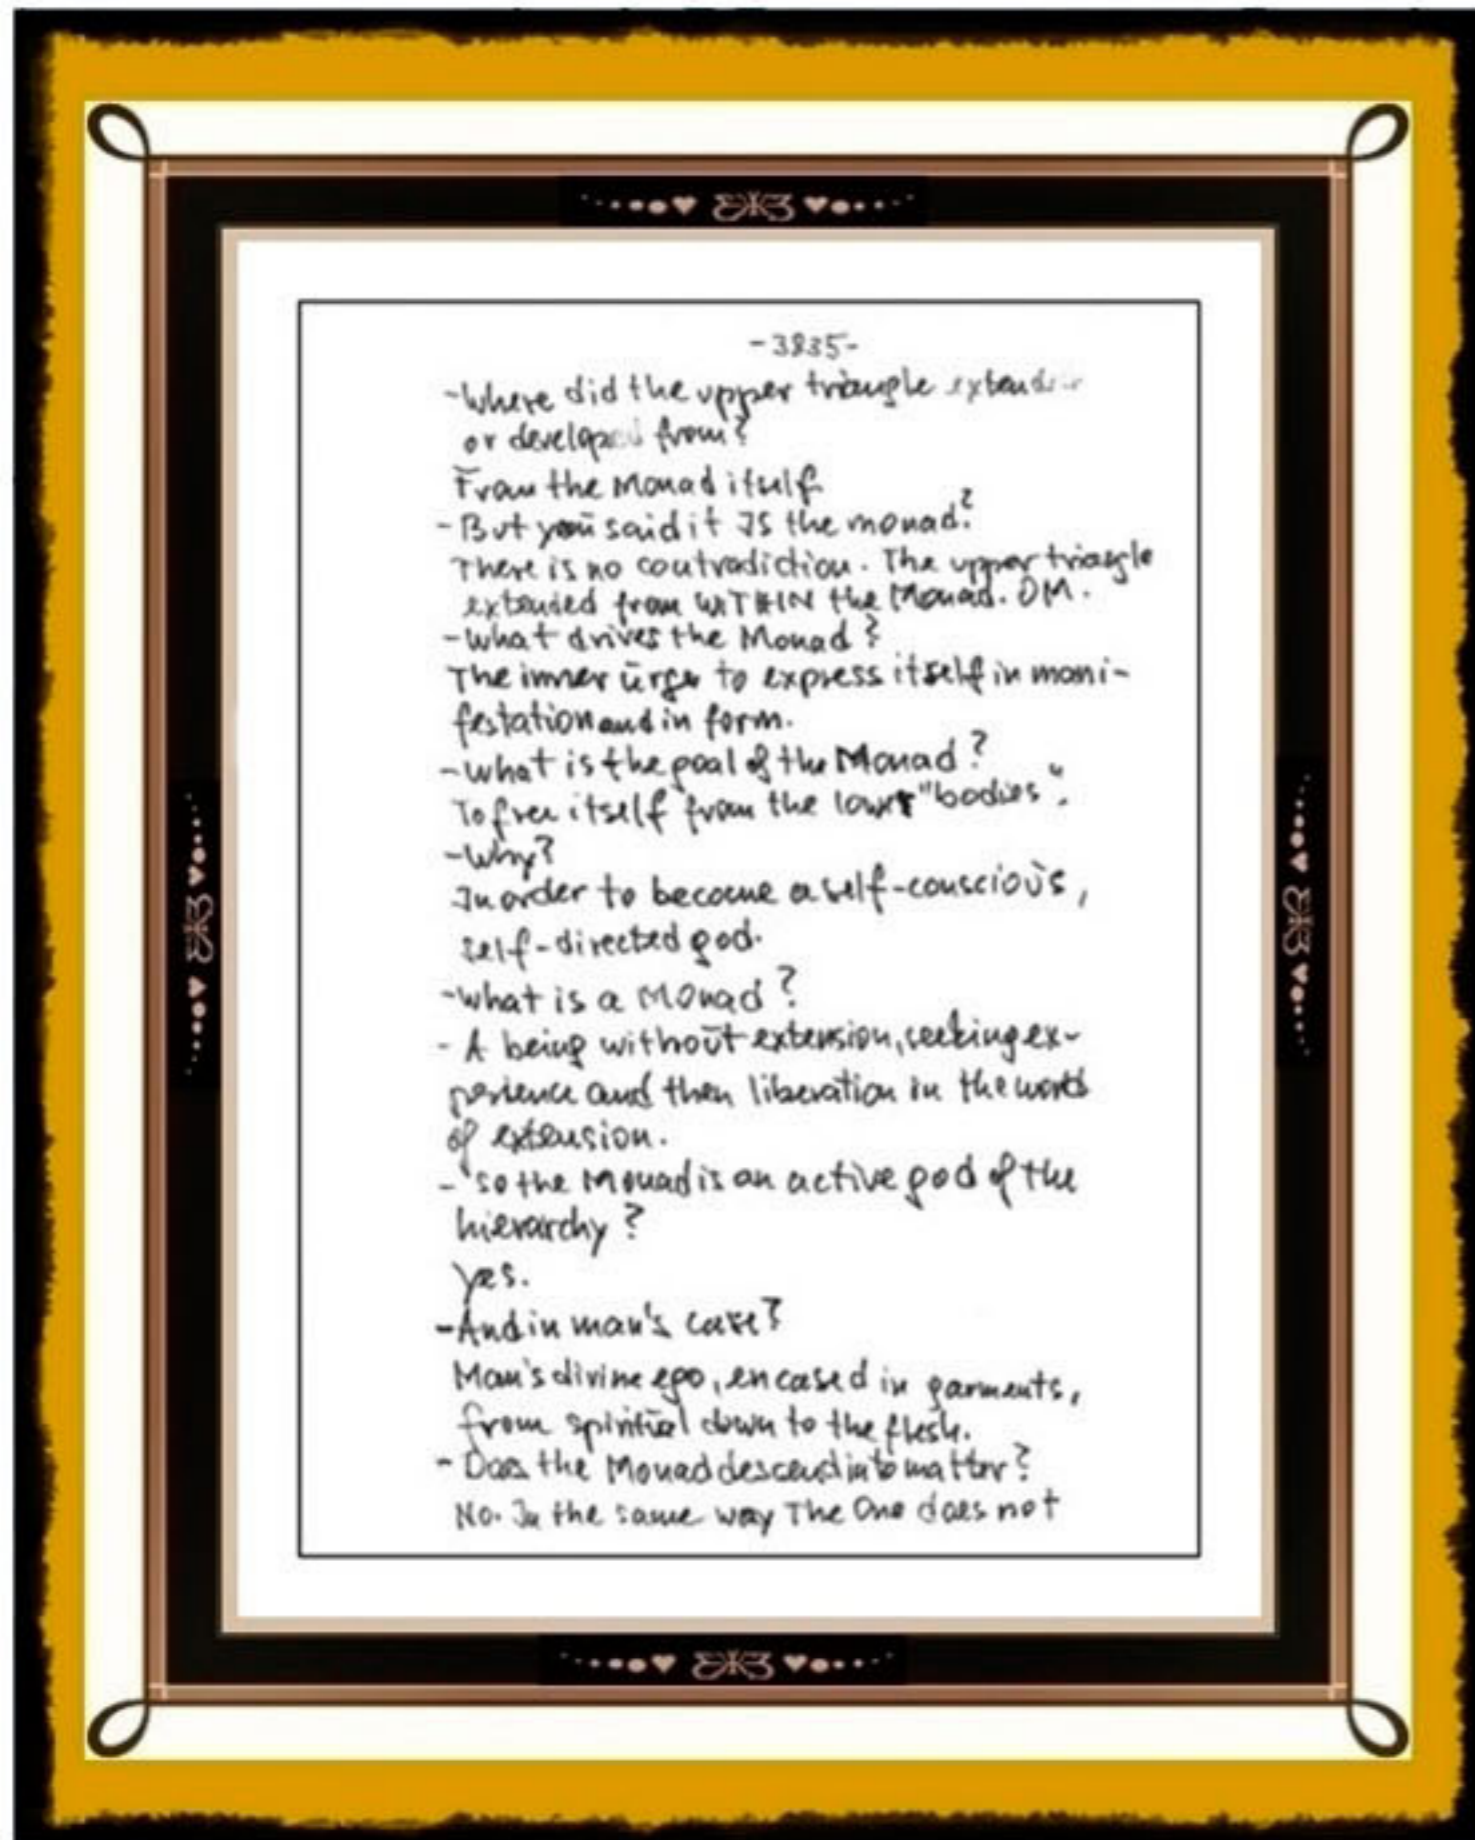 -3835-
-Where did the upper triangle
or developed from?
From the Monad itself
-But you said it IS the monad?
There is no contradiction. The upper triangle
extended from WITHIN the Monad. OM.
-What drives the Monad?
The inner urge to express itself in mani-
festation and in form.
-What is the goal of the Monad?
To free itself from the lower "bodies".
-Why?
In order to become a self-conscious,
self-directed god.
-What is a Monad?
- A being without extension, seeking ex-
perience and then liberation in the
of extension.
- So the Monad is an active god of the
hierarchy?
Yes.
-And in man's case?
Man's divine ego, encased in garments,
from spiritual down to the flesh.
- Does the Monad descend into matter?
No. In the same way The One does not